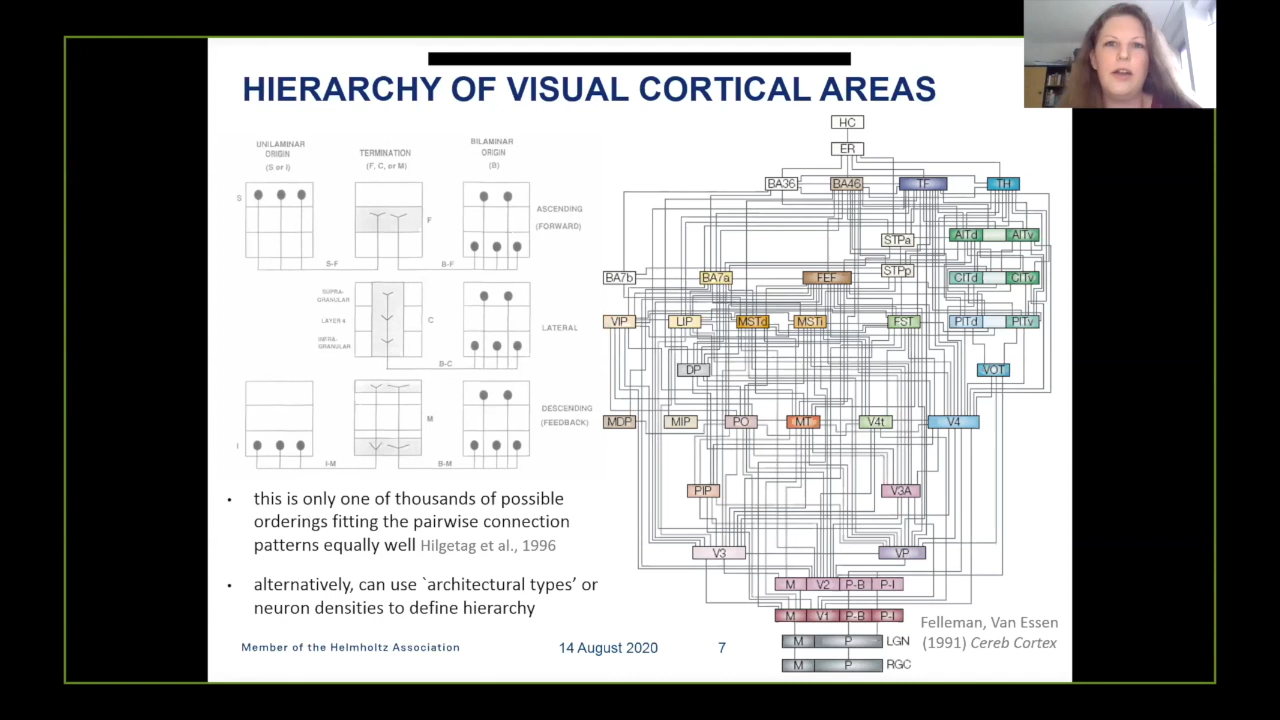 HIERARCHY OF VISUAL CORTICAL AREAS
UNILAMINAR
ORIGIN
(S or I)
TERMINATION
(F, C, or M)
BILAMINAR
ORIGIN
(B)
S
F
ASCENDING
(FORWARD)
S-F
B-F
SUPRA-
GRANULAR
LAYER 4
INFRA-
GRANULAR
C
LATERAL
B-C
M
DESCENDING
(FEEDBACK)
I
I-M
B-M
HC
ER
BA36
BA46
TF
TH
STPa
AITd
AITv
BA7b
BA7a
FEF
STPp
CITd
CITv
VIP
LIP
MSTd
MSTi
FST
PITd
PITv
DP
VOT
MDP
MIP
PO
MT
V4t
V4
PIP
V3A
V3
VP
M V2 P-B P-I
M V1 P-B P-I
M P LGN
M P RGC
• this is only one of thousands of possible
orderings fitting the pairwise connection
patterns equally well Hilgetag et al., 1996
• alternatively, can use `architectural types’ or
neuron densities to define hierarchy
Felleman, Van Essen
(1991) Cereb Cortex
Member of the Helmholtz Association
14 August 2020
7